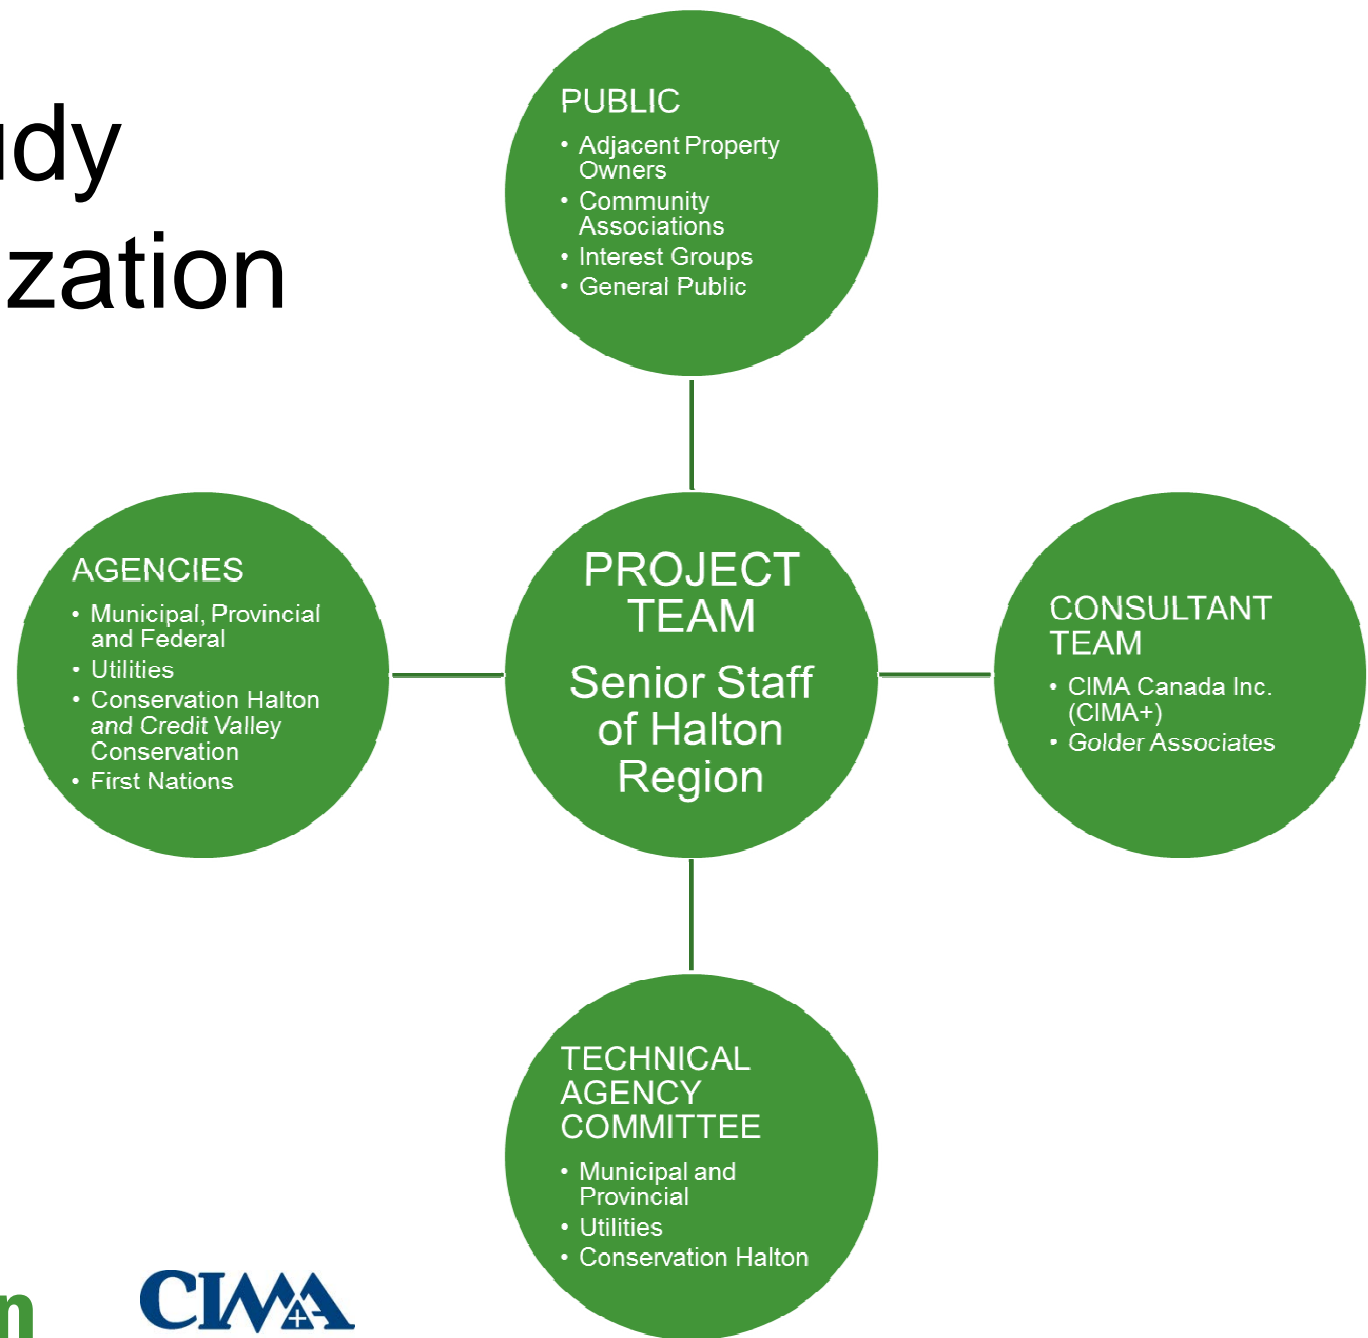 udy
zation
PUBLIC
• Adjacent Property
Owners
• Community
Associations
• Interest Groups
• General Public
AGENCIES
• Municipal, Provincial
and Federal
• Utilities
• Conservation Halton
and Credit Valley
Conservation
• First Nations
PROJECT
TEAM
Senior Staff
of Halton
Region
CONSULTANT
TEAM
• CIMA Canada Inc.
(CIMA+)
• Golder Associates
TECHNICAL
AGENCY
COMMITTEE
• Municipal and
Provincial
• Utilities
• Conservation Halton
n
CIMA+